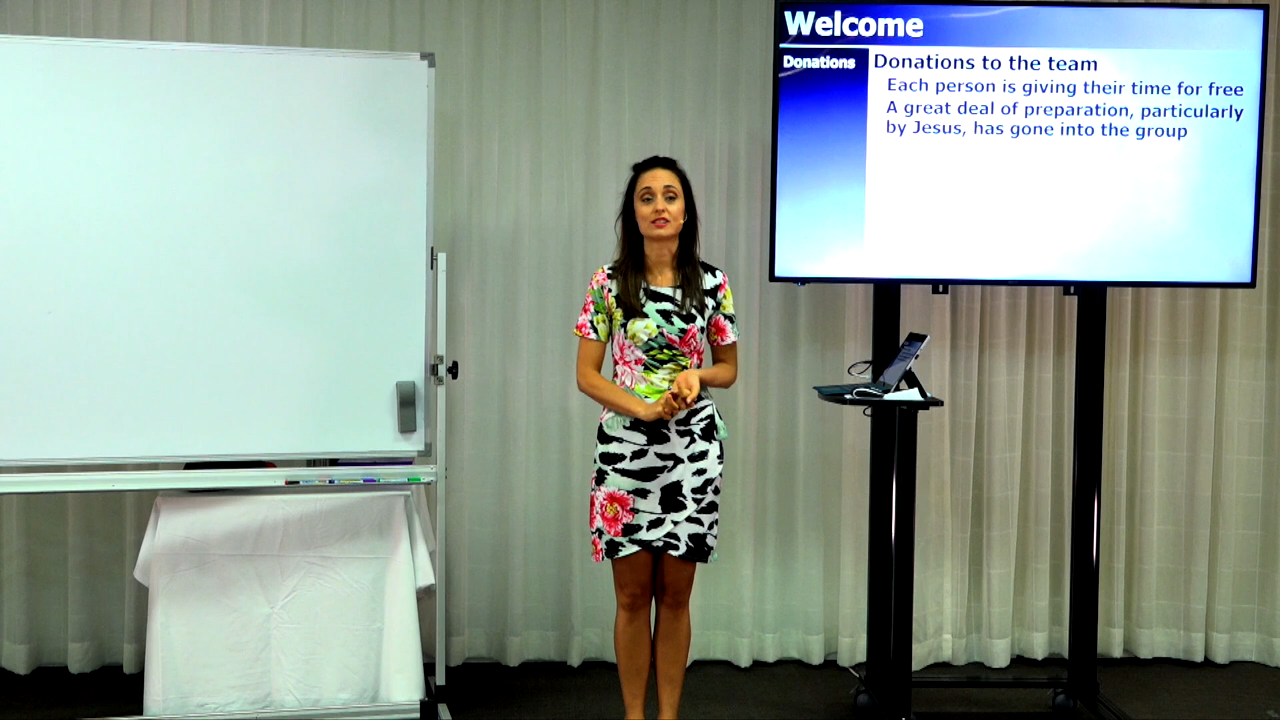 Welcome
Donations
Donations to the team
Each person is giving their time for free
A great deal of preparation, particularly
by Jesus, has gone into the group